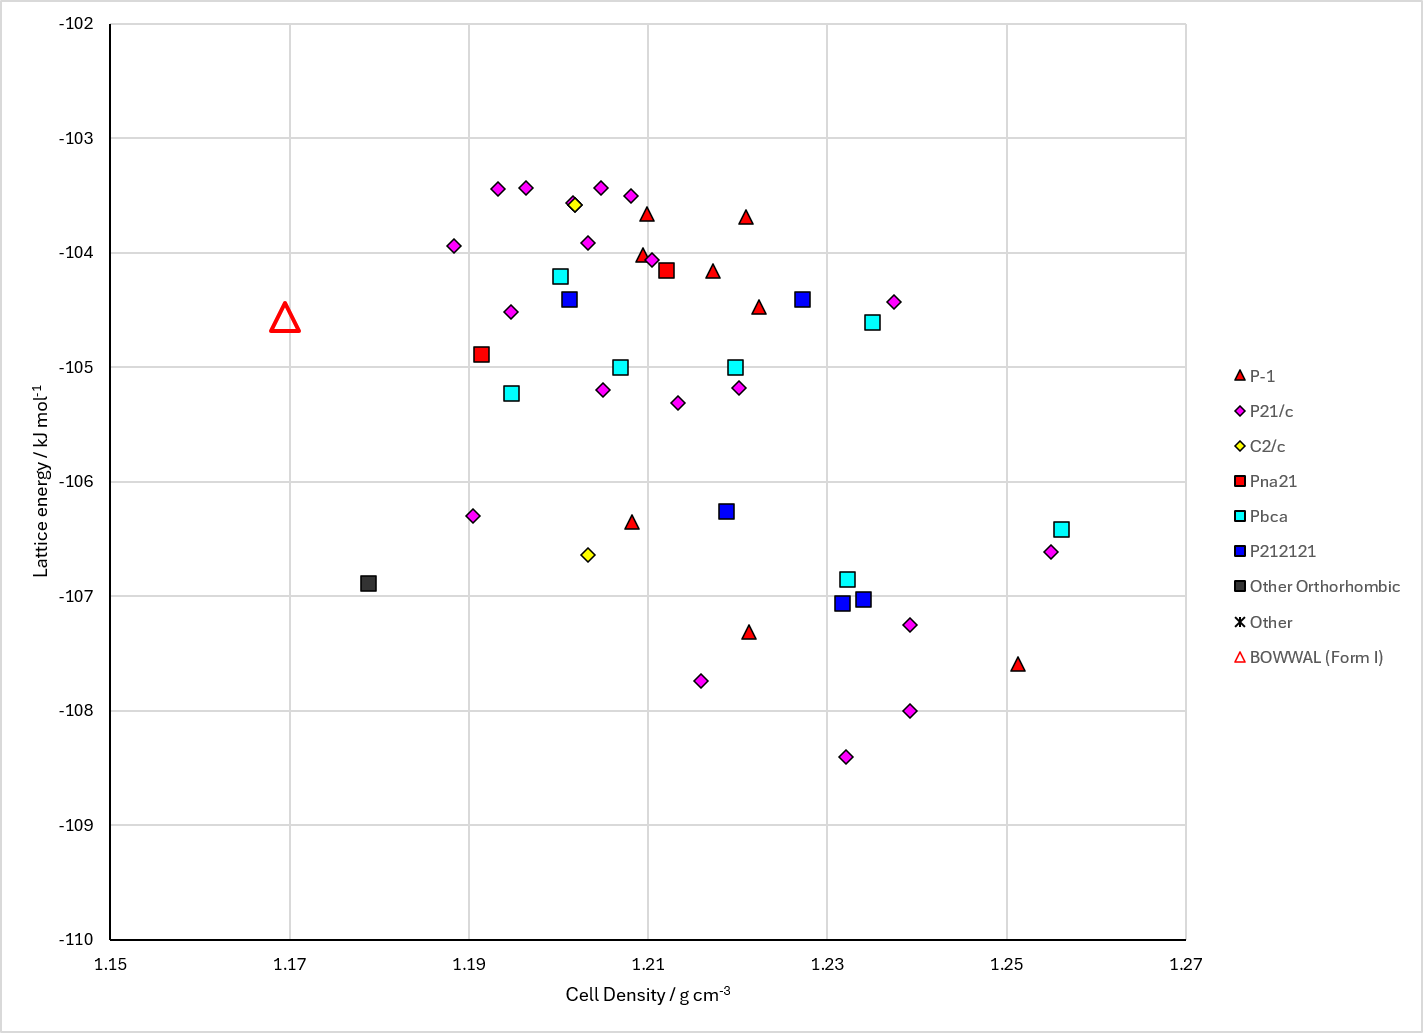 -102
-103
-104
-105
-106
-107
-108
-109
-110
Lattice energy / kJ mol-1
1.15 1.17 1.19 1.21 1.23 1.25 1.27
Cell Density / g cm-3
P-1
P21/c
C2/c
Pna21
Pbca
P212121
Other Orthorhombic
Other
BOWWAL (Form I)